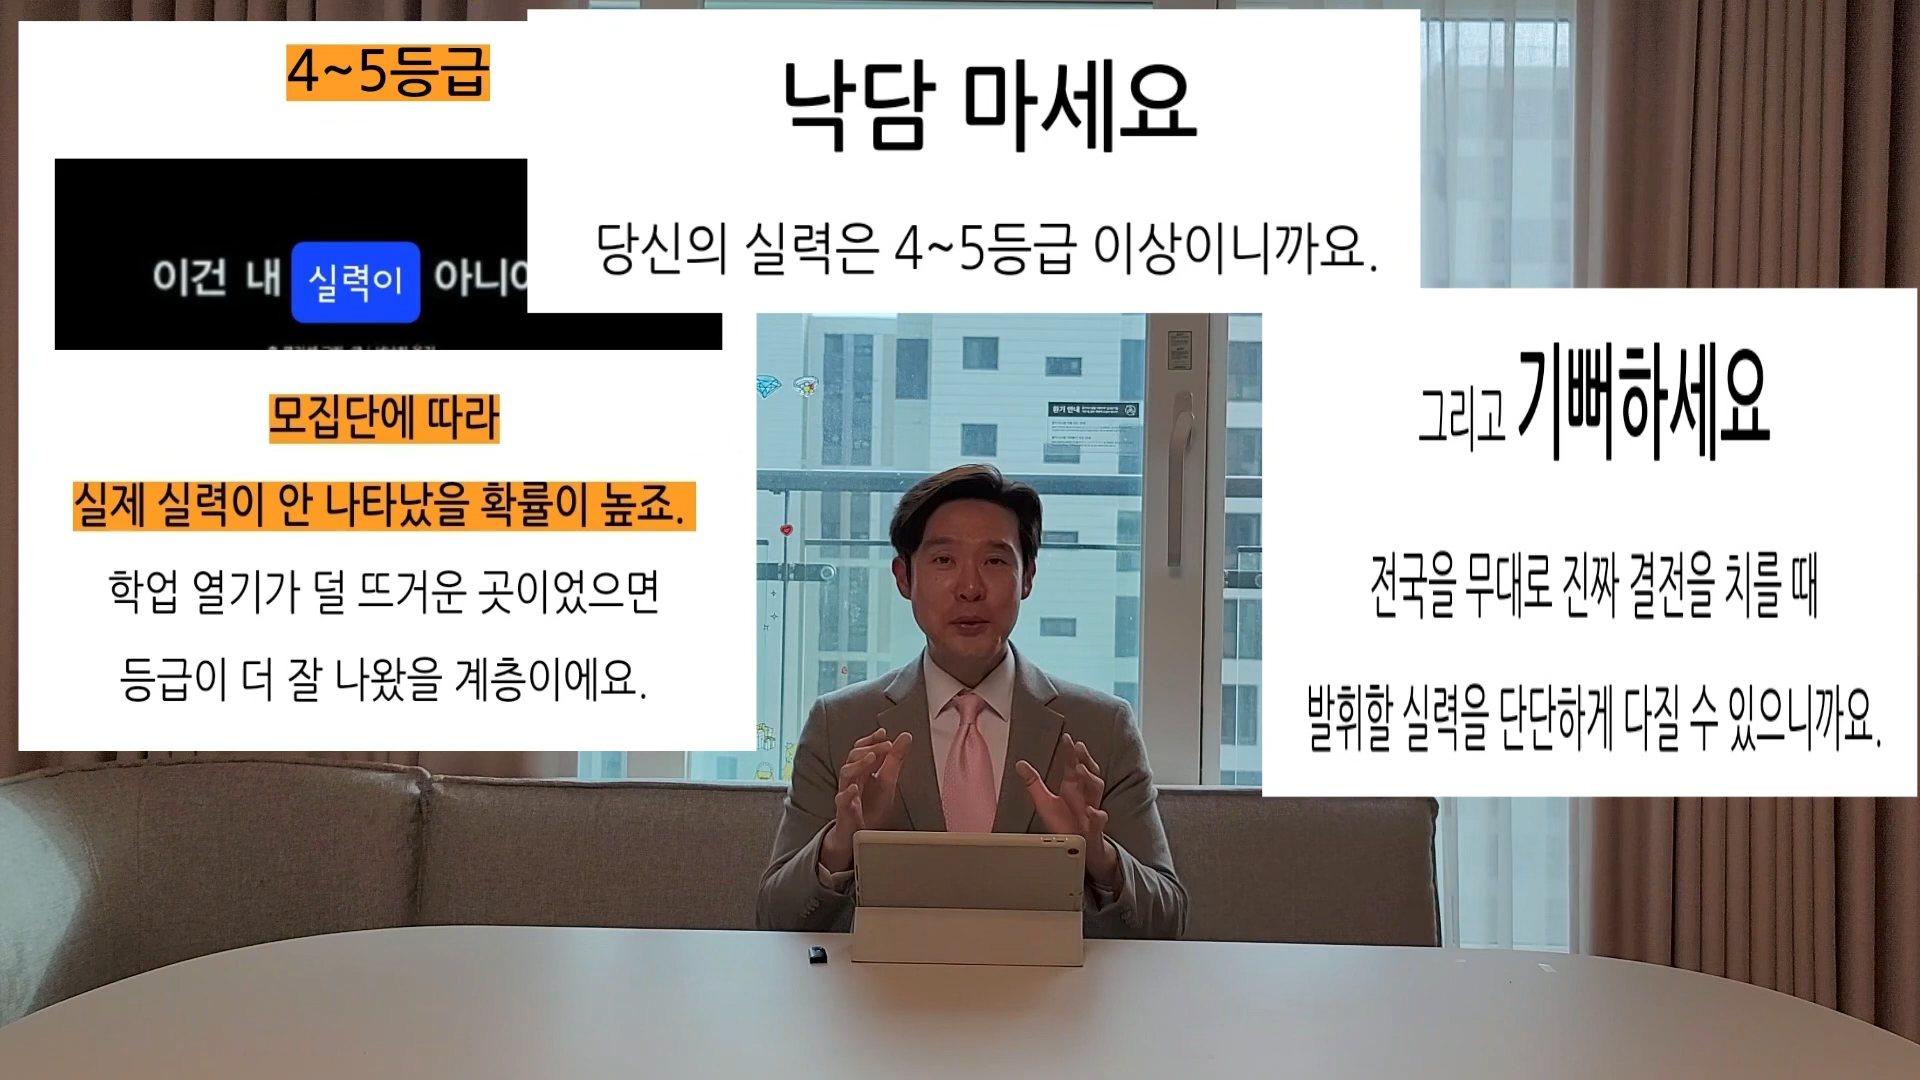 4~5등급
이건 내 실력이 아니야
모집단에 따라
실제 실력이 안 나타났을 확률이 높죠.
학업 열기가 덜 뜨거운 곳이었으면
등급이 더 잘 나왔을 계층이에요.
낙담 마세요
당신의 실력은 4~5등급 이상이니까요.
환기 안내
그리고 기뻐하세요
전국을 무대로 진짜 결전을 치를 때
발휘할 실력을 단단하게 다질 수 있으니까요.